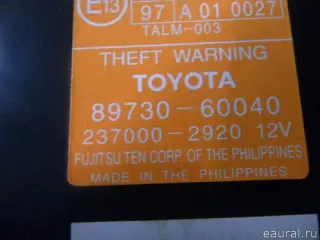 E13
97 A 01 0027
TALM-003
THEFT WARNING
TOYOTA
89730-60040
237000-2920 12V
FUJITSU TEN CORP. OF THE PHILIPPINES
MADE IN THE PHILIPPINES
eaural.ru